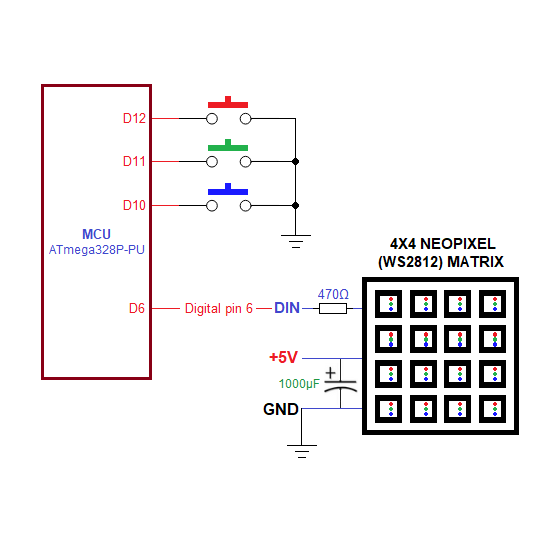 D12
D11
D10
MCU
ATmega328P-PU
4X4 NEOPIXEL
(WS2812) MATRIX
470Ω
D6 Digital pin 6 DIN
+5V
+
1000µF
GND